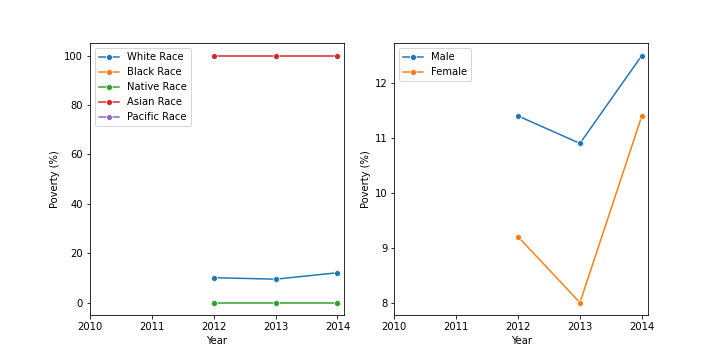 White Race
Black Race
Native Race
Asian Race
Pacific Race
100
80
60
40
20
0
Poverty (%)
2010 2011 2012 2013 2014
Year
Male
Female
12
11
10
9
8
Poverty (%)
2010 2011 2012 2013 2014
Year